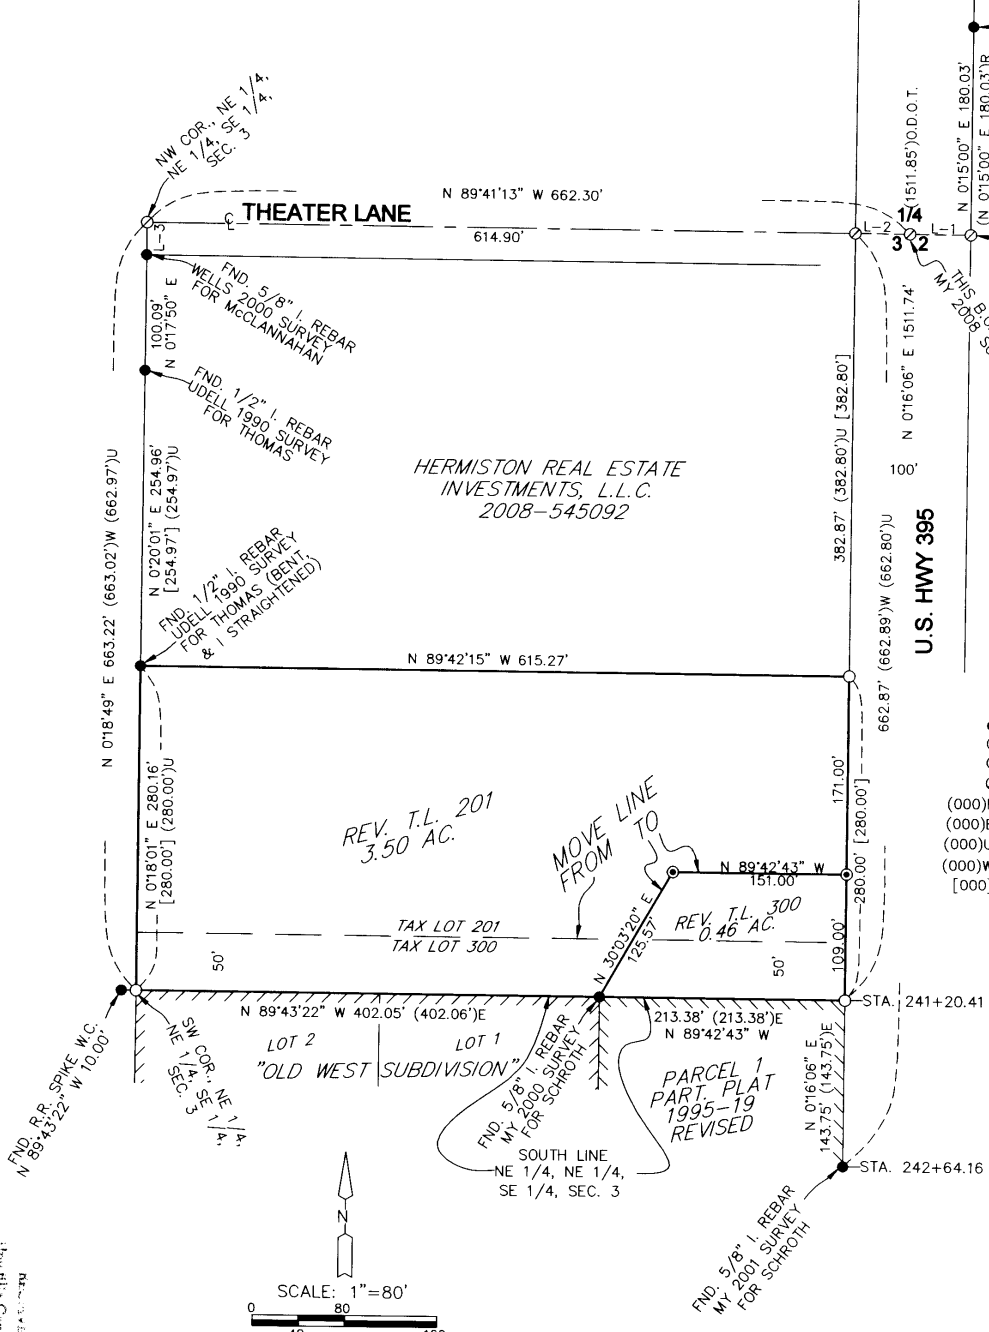 NW COR., NE 1/4,
NE 1/4, SE 1/4,
SEC. 3
N 89°41'13" W 662.30'
℄ THEATER LANE
614.90'
L-3
L-2
L-1
1/4
3 2
(1511.85')O.D.O.T.
N 0°15'00" E 180.03'
(N 0°15'00" E 180.03')R
THIS B.O.
MY 2008
FND. 5/8" I. REBAR
WELLS 2000 SURVEY
FOR McCLANNAHAN
100.09'
N 0°17'50" E
FND. 1/2" I. REBAR
UDELL 1990 SURVEY
FOR THOMAS
N 0°16'06" E 1511.74'
382.87' (382.80')U [382.80']
100'
HERMISTON REAL ESTATE
INVESTMENTS, L.L.C.
2008-545092
U.S. HWY 395
N 0°20'01" E 254.96'
[254.97'] (254.97')U
N 0°18'49" E 663.22' (663.02')W (662.97')U
FND. 1/2" I. REBAR
UDELL 1990 SURVEY
FOR THOMAS (BENT,
& I STRAIGHTENED)
662.87' (662.89')W (662.80')U
N 89°42'15" W 615.27'
N 0°18'01" E 280.16'
[280.00'] (280.00')U
REV. T.L. 201
3.50 AC.
MOVE LINE
FROM TO
171.00'
280.00' [280.00']
(000)
(000)
(000)U
(000)W
[000]
N 89°42'43" W
151.00'
N 30°03'20" E
125.57'
REV. T.L. 300
0.46 AC.
109.00'
TAX LOT 201
TAX LOT 300
50'
50'
STA. 241+20.41
N 89°43'22" W 402.05' (402.06')E
213.38' (213.38')E
N 89°42'43" W
LOT 2
LOT 1
"OLD WEST SUBDIVISION"
SW COR., NE 1/4,
NE 1/4, SE 1/4,
SEC. 3
FND. R.R. SPIKE W.C.
N 89°43'22" W 10.00'
FND. 5/8" I. REBAR
MY 2000 SURVEY
FOR SCHROTH
PARCEL 1
PART. PLAT
1995-19
REVISED
N 0°16'06" E
143.75' (143.75')E
SOUTH LINE
NE 1/4, NE 1/4,
SE 1/4, SEC. 3
STA. 242+64.16
FND. 5/8" I. REBAR
MY 2001 SURVEY
FOR SCHROTH
N
SCALE: 1"=80'
0 80